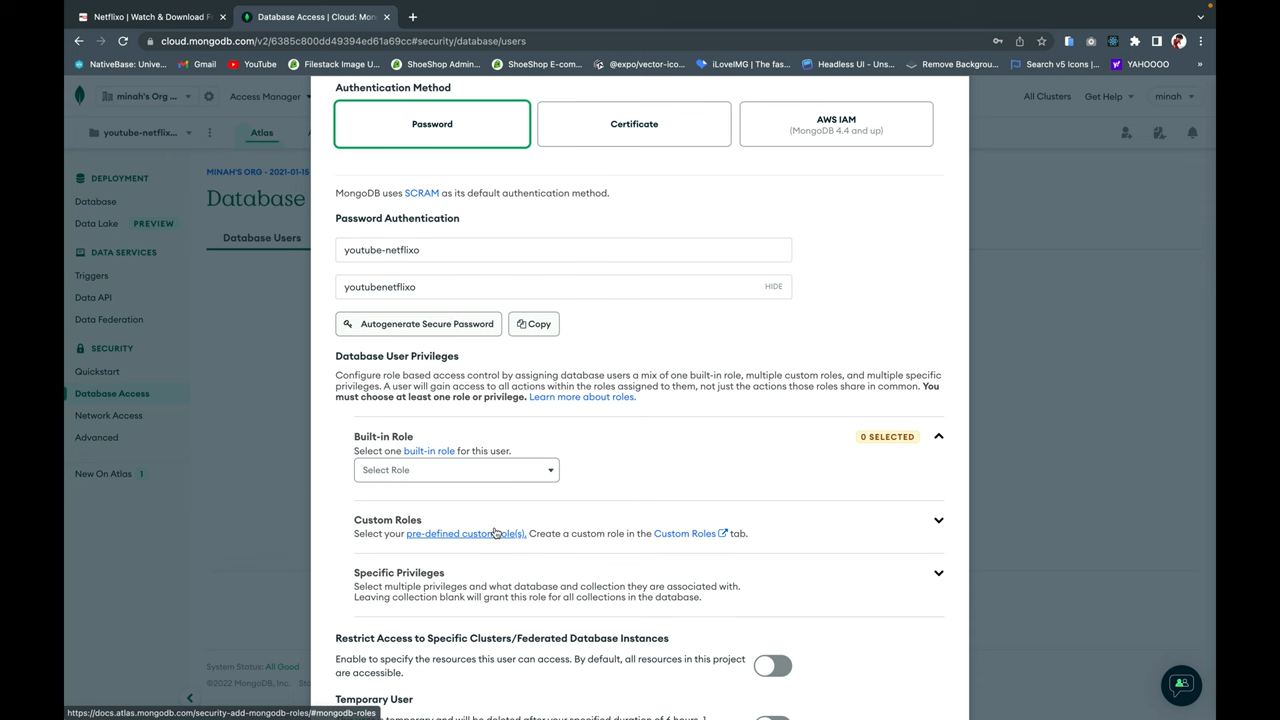 Netflixo | Watch & Download F
Database Access | Cloud: Mon
cloud.mongodb.com/v2/6385c800dd49394ed61a69cc#security/database/users
NativeBase: Unive...
Gmail
YouTube
Filestack Image U...
ShoeShop Admin...
ShoeShop E-com...
@expo/vector-ico...
iLoveIMG | The fas...
Headless UI - Uns...
Remove Backgrou...
Search v5 Icons |...
YAHOOOO
»
minah's Org ...
Access Manager
All Clusters
Get Help
minah
youtube-netflix...
Atlas
MINAH'S ORG - 2021-01-15
Database
Database Users
DEPLOYMENT
Database
Data Lake
PREVIEW
DATA SERVICES
Triggers
Data API
Data Federation
SECURITY
Quickstart
Database Access
Network Access
Advanced
New On Atlas 1
Authentication Method
Password
Certificate
AWS IAM
(MongoDB 4.4 and up)
MongoDB uses SCRAM as its default authentication method.
Password Authentication
youtube-netflixo
youtubenetflixo
HIDE
Autogenerate Secure Password
Copy
Database User Privileges
Configure role based access control by assigning database users a mix of one built-in role, multiple custom roles, and multiple specific
privileges. A user will gain access to all actions within the roles assigned to them, not just the actions those roles share in common. You
must choose at least one role or privilege. Learn more about roles.
Built-in Role
0 SELECTED
Select one built-in role for this user.
Select Role
Custom Roles
Select your pre-defined custom role(s). Create a custom role in the Custom Roles tab.
Specific Privileges
Select multiple privileges and what database and collection they are associated with.
Leaving collection blank will grant this role for all collections in the database.
Restrict Access to Specific Clusters/Federated Database Instances
Enable to specify the resources this user can access. By default, all resources in this project
are accessible.
Temporary User
temporary and will be deleted after your specified duration of 6 hours, 1
System Status: All Good
©2022 MongoDB, Inc.
https://docs.atlas.mongodb.com/security-add-mongodb-roles/#mongodb-roles